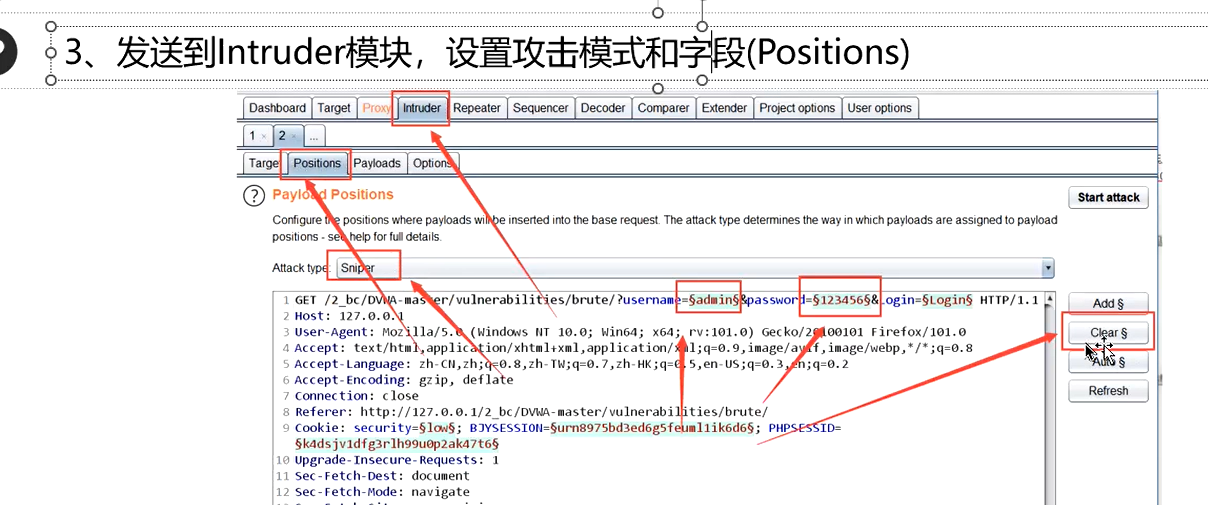 3、发送到Intruder模块，设置攻击模式和字段(Positions)
Dashboard Target Proxy Intruder Repeater Sequencer Decoder Comparer Extender Project options User options
1 × 2 × ...
Target Positions Payloads Options
? Payload Positions
Start attack
Configure the positions where payloads will be inserted into the base request. The attack type determines the way in which payloads are assigned to payload
positions - see help for full details.
Attack type: Sniper
1 GET /2_bc/DVWA-master/vulnerabilities/brute/?username=§admin§&password=§123456§&Login=§Login§ HTTP/1.1
2 Host: 127.0.0.1
3 User-Agent: Mozilla/5.0 (Windows NT 10.0; Win64; x64; rv:101.0) Gecko/20100101 Firefox/101.0
4 Accept: text/html,application/xhtml+xml,application/xml;q=0.9,image/avif,image/webp,*/*;q=0.8
5 Accept-Language: zh-CN,zh;q=0.8,zh-TW;q=0.7,zh-HK;q=0.5,en-US;q=0.3,en;q=0.2
6 Accept-Encoding: gzip, deflate
7 Connection: close
8 Referer: http://127.0.0.1/2_bc/DVWA-master/vulnerabilities/brute/
9 Cookie: security=§low§; BJYSESSION=§urn8975bd3ed6g5feuml1ik6d6§; PHPSESSID=
§k4dsjv1dfg3rlh99u0p2ak47t6§
10 Upgrade-Insecure-Requests: 1
11 Sec-Fetch-Dest: document
12 Sec-Fetch-Mode: navigate
Add §
Clear §
Auto §
Refresh